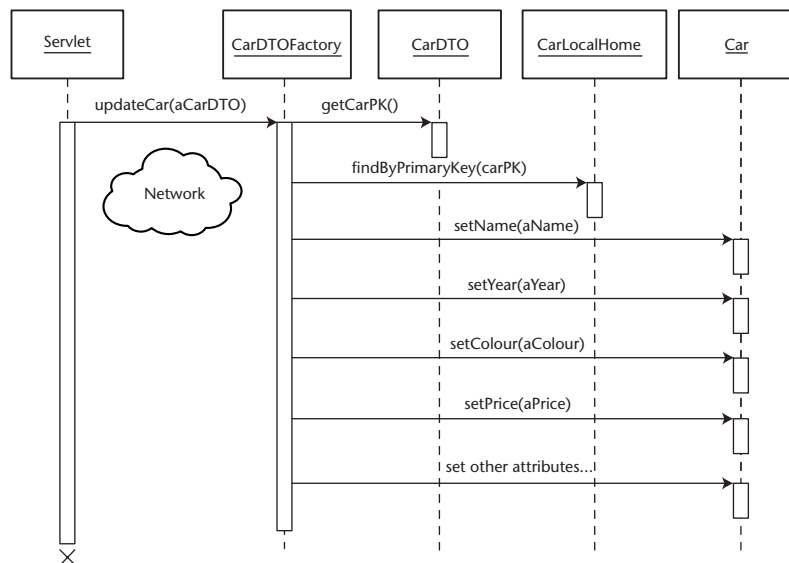 Servlet
CarDTOFactory
CarDTO
CarLocalHome
Car
updateCar(aCarDTO)
getCarPK()
Network
findByPrimaryKey(carPK)
setName(aName)
setYear(aYear)
setColour(aColour)
setPrice(aPrice)
set other attributes...